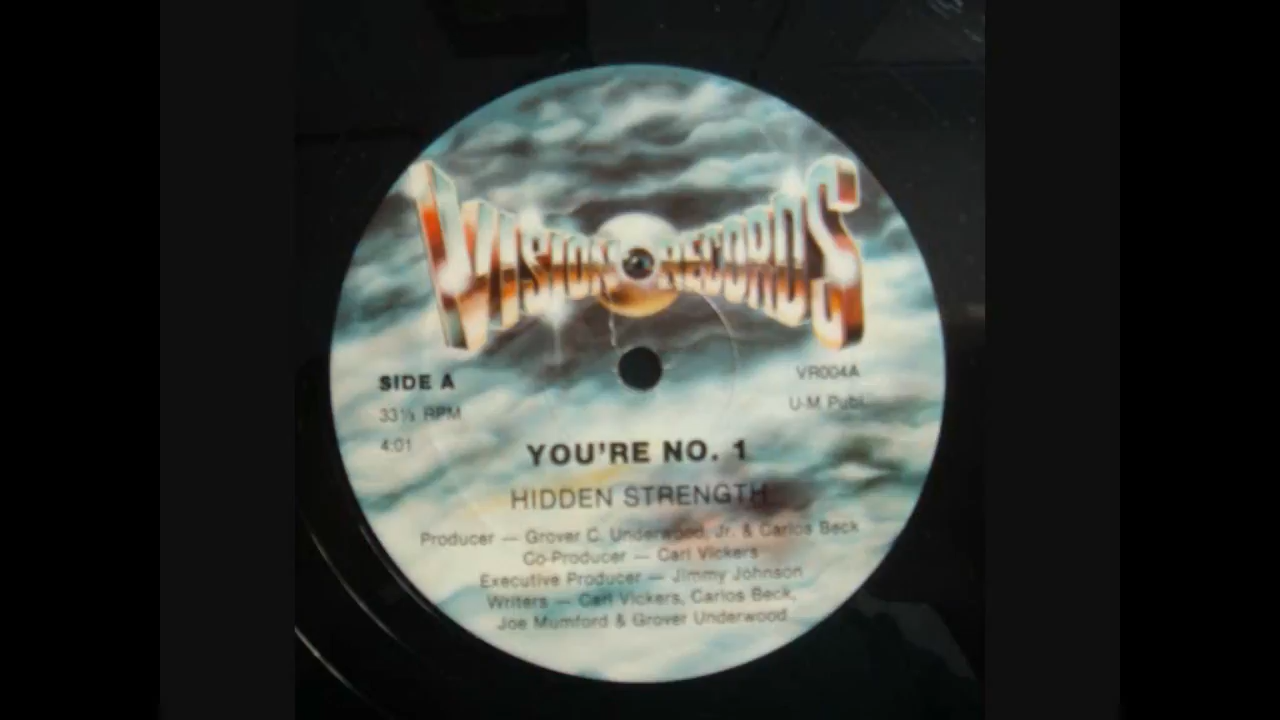 VISION RECORDS
SIDE A
33⅓ RPM
4:01
VR004A
U-M Publ.
YOU'RE NO. 1
HIDDEN STRENGTH
Producer — Grover C. Underwood, Jr. & Carlos Beck
Co-Producer — Carl Vickers
Executive Producer — Jimmy Johnson
Writers — Carl Vickers, Carlos Beck,
Joe Mumford & Grover Underwood